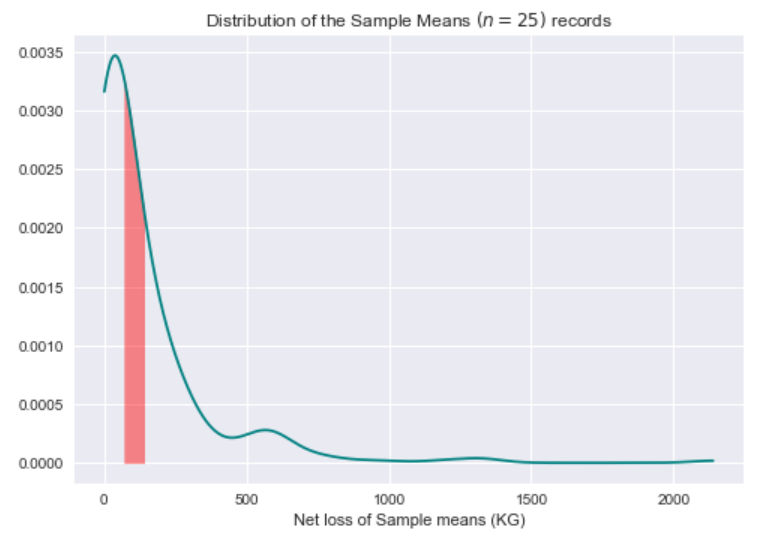 Distribution of the Sample Means (n = 25) records
0.0035
0.0030
0.0025
0.0020
0.0015
0.0010
0.0005
0.0000
0 500 1000 1500 2000
Net loss of Sample means (KG)